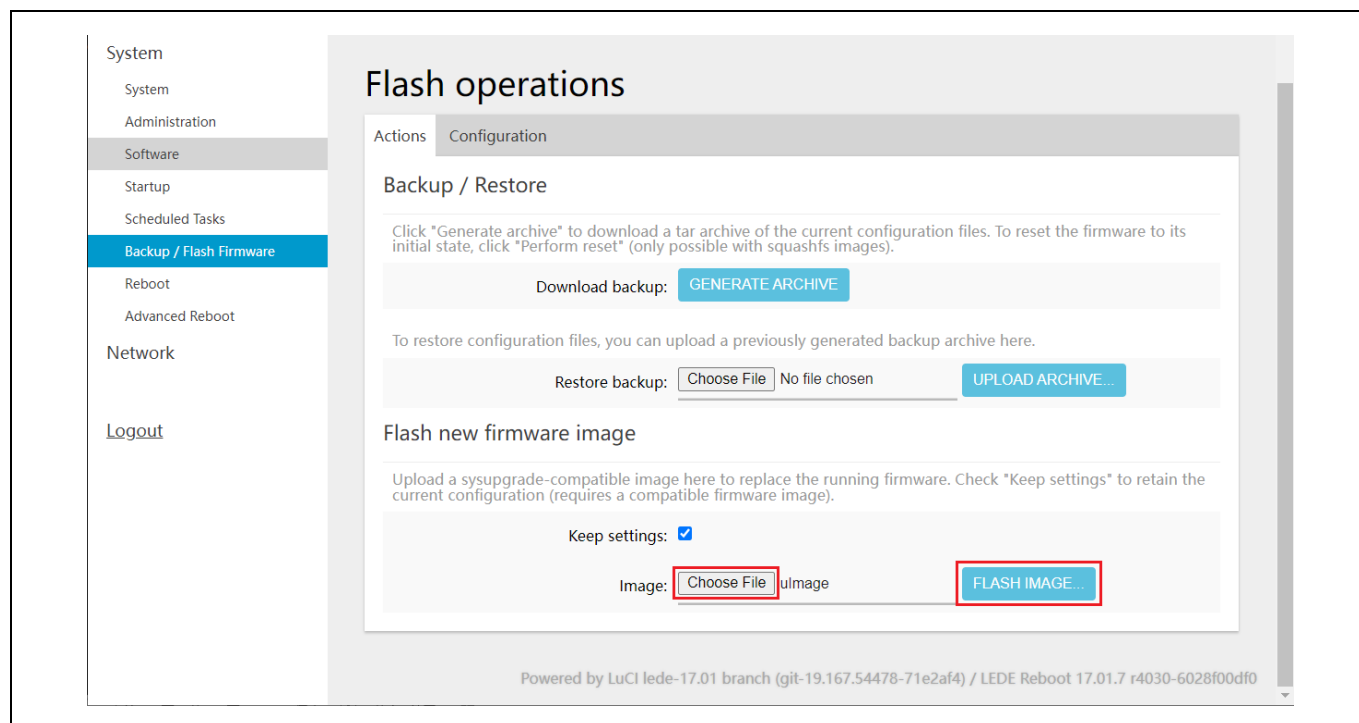 System
System
Administration
Software
Startup
Scheduled Tasks
Backup / Flash Firmware
Reboot
Advanced Reboot
Network
Logout
Flash operations
Actions Configuration
Backup / Restore
Click "Generate archive" to download a tar archive of the current configuration files. To reset the firmware to its
initial state, click "Perform reset" (only possible with squashfs images).
Download backup: GENERATE ARCHIVE
To restore configuration files, you can upload a previously generated backup archive here.
Restore backup: Choose File No file chosen UPLOAD ARCHIVE...
Flash new firmware image
Upload a sysupgrade-compatible image here to replace the running firmware. Check "Keep settings" to retain the
current configuration (requires a compatible firmware image).
Keep settings:
Image: Choose File uImage FLASH IMAGE...
Powered by LuCI lede-17.01 branch (git-19.167.54478-71e2af4) / LEDE Reboot 17.01.7 r4030-6028f00df0